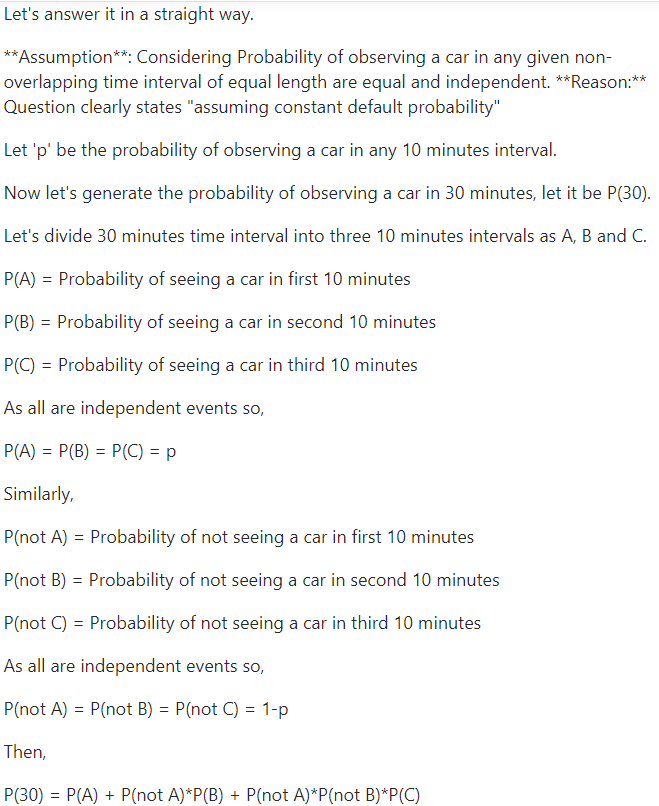 Let's answer it in a straight way.
**Assumption**: Considering Probability of observing a car in any given non-
overlapping time interval of equal length are equal and independent. **Reason:**
Question clearly states "assuming constant default probability"
Let 'p' be the probability of observing a car in any 10 minutes interval.
Now let's generate the probability of observing a car in 30 minutes, let it be P(30).
Let's divide 30 minutes time interval into three 10 minutes intervals as A, B and C.
P(A) = Probability of seeing a car in first 10 minutes
P(B) = Probability of seeing a car in second 10 minutes
P(C) = Probability of seeing a car in third 10 minutes
As all are independent events so,
P(A) = P(B) = P(C) = p
Similarly,
P(not A) = Probability of not seeing a car in first 10 minutes
P(not B) = Probability of not seeing a car in second 10 minutes
P(not C) = Probability of not seeing a car in third 10 minutes
As all are independent events so,
P(not A) = P(not B) = P(not C) = 1-p
Then,
P(30) = P(A) + P(not A)*P(B) + P(not A)*P(not B)*P(C)